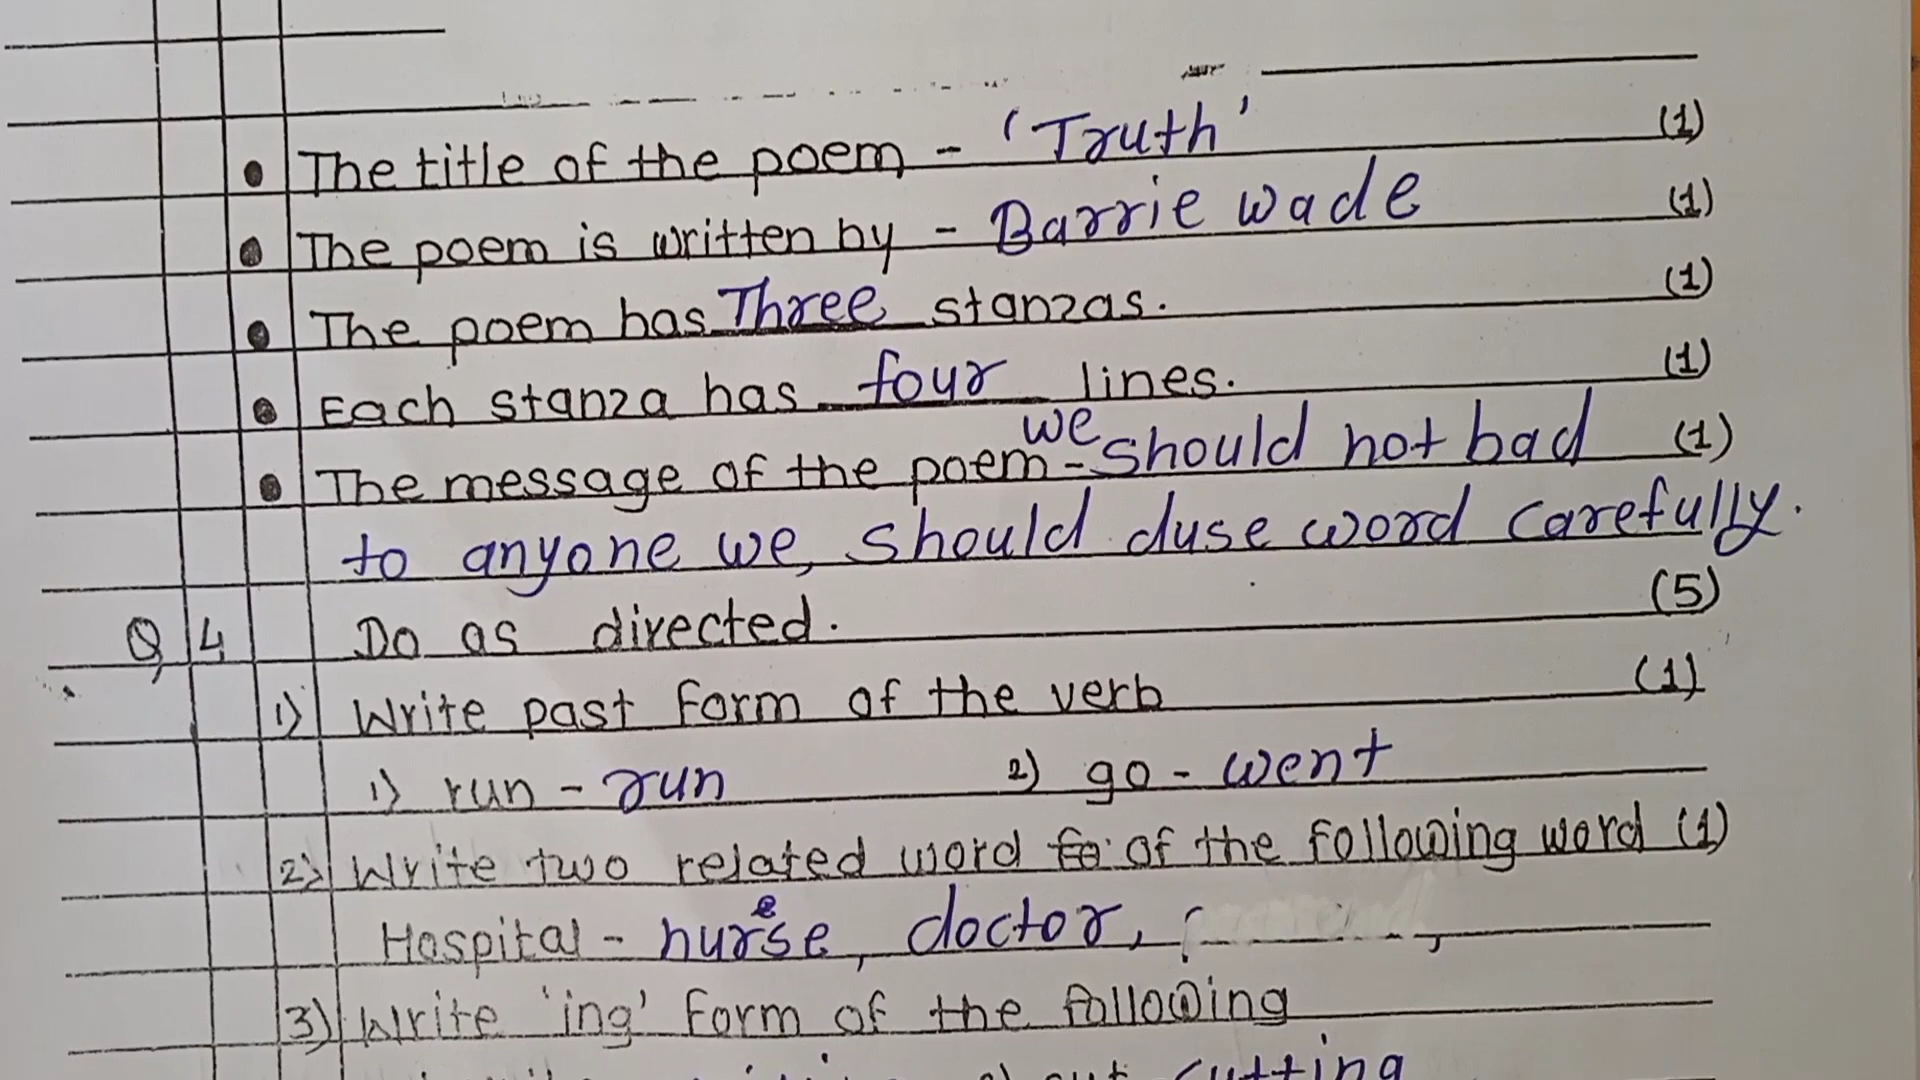 The title of the poem - 'Truth' (1)
The poem is written by - Barrie wade (1)
The poem has Three stanzas. (1)
Each stanza has four lines. (1)
The message of the poem - we should not bad (1)
to anyone we, should duse word carefully.
Q 4 Do as directed. (5)
1) Write past form of the verb (1)
1) run - run 2) go - went
2) Write two related word fo of the following word (1)
Hospital - nurse, doctor,
3) Write 'ing' form of the following
2) cut cutting